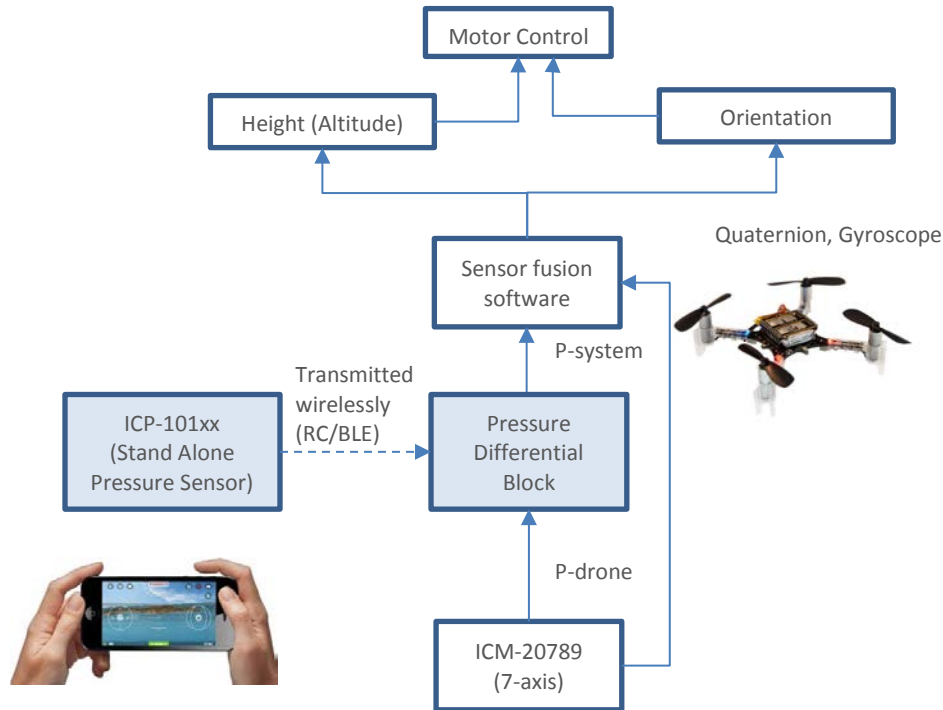 Motor Control
Height (Altitude)
Orientation
Quaternion, Gyroscope
Sensor fusion
software
P-system
Transmitted
wirelessly
(RC/BLE)
ICP-101xx
(Stand Alone
Pressure Sensor)
Pressure
Differential
Block
P-drone
ICM-20789
(7-axis)